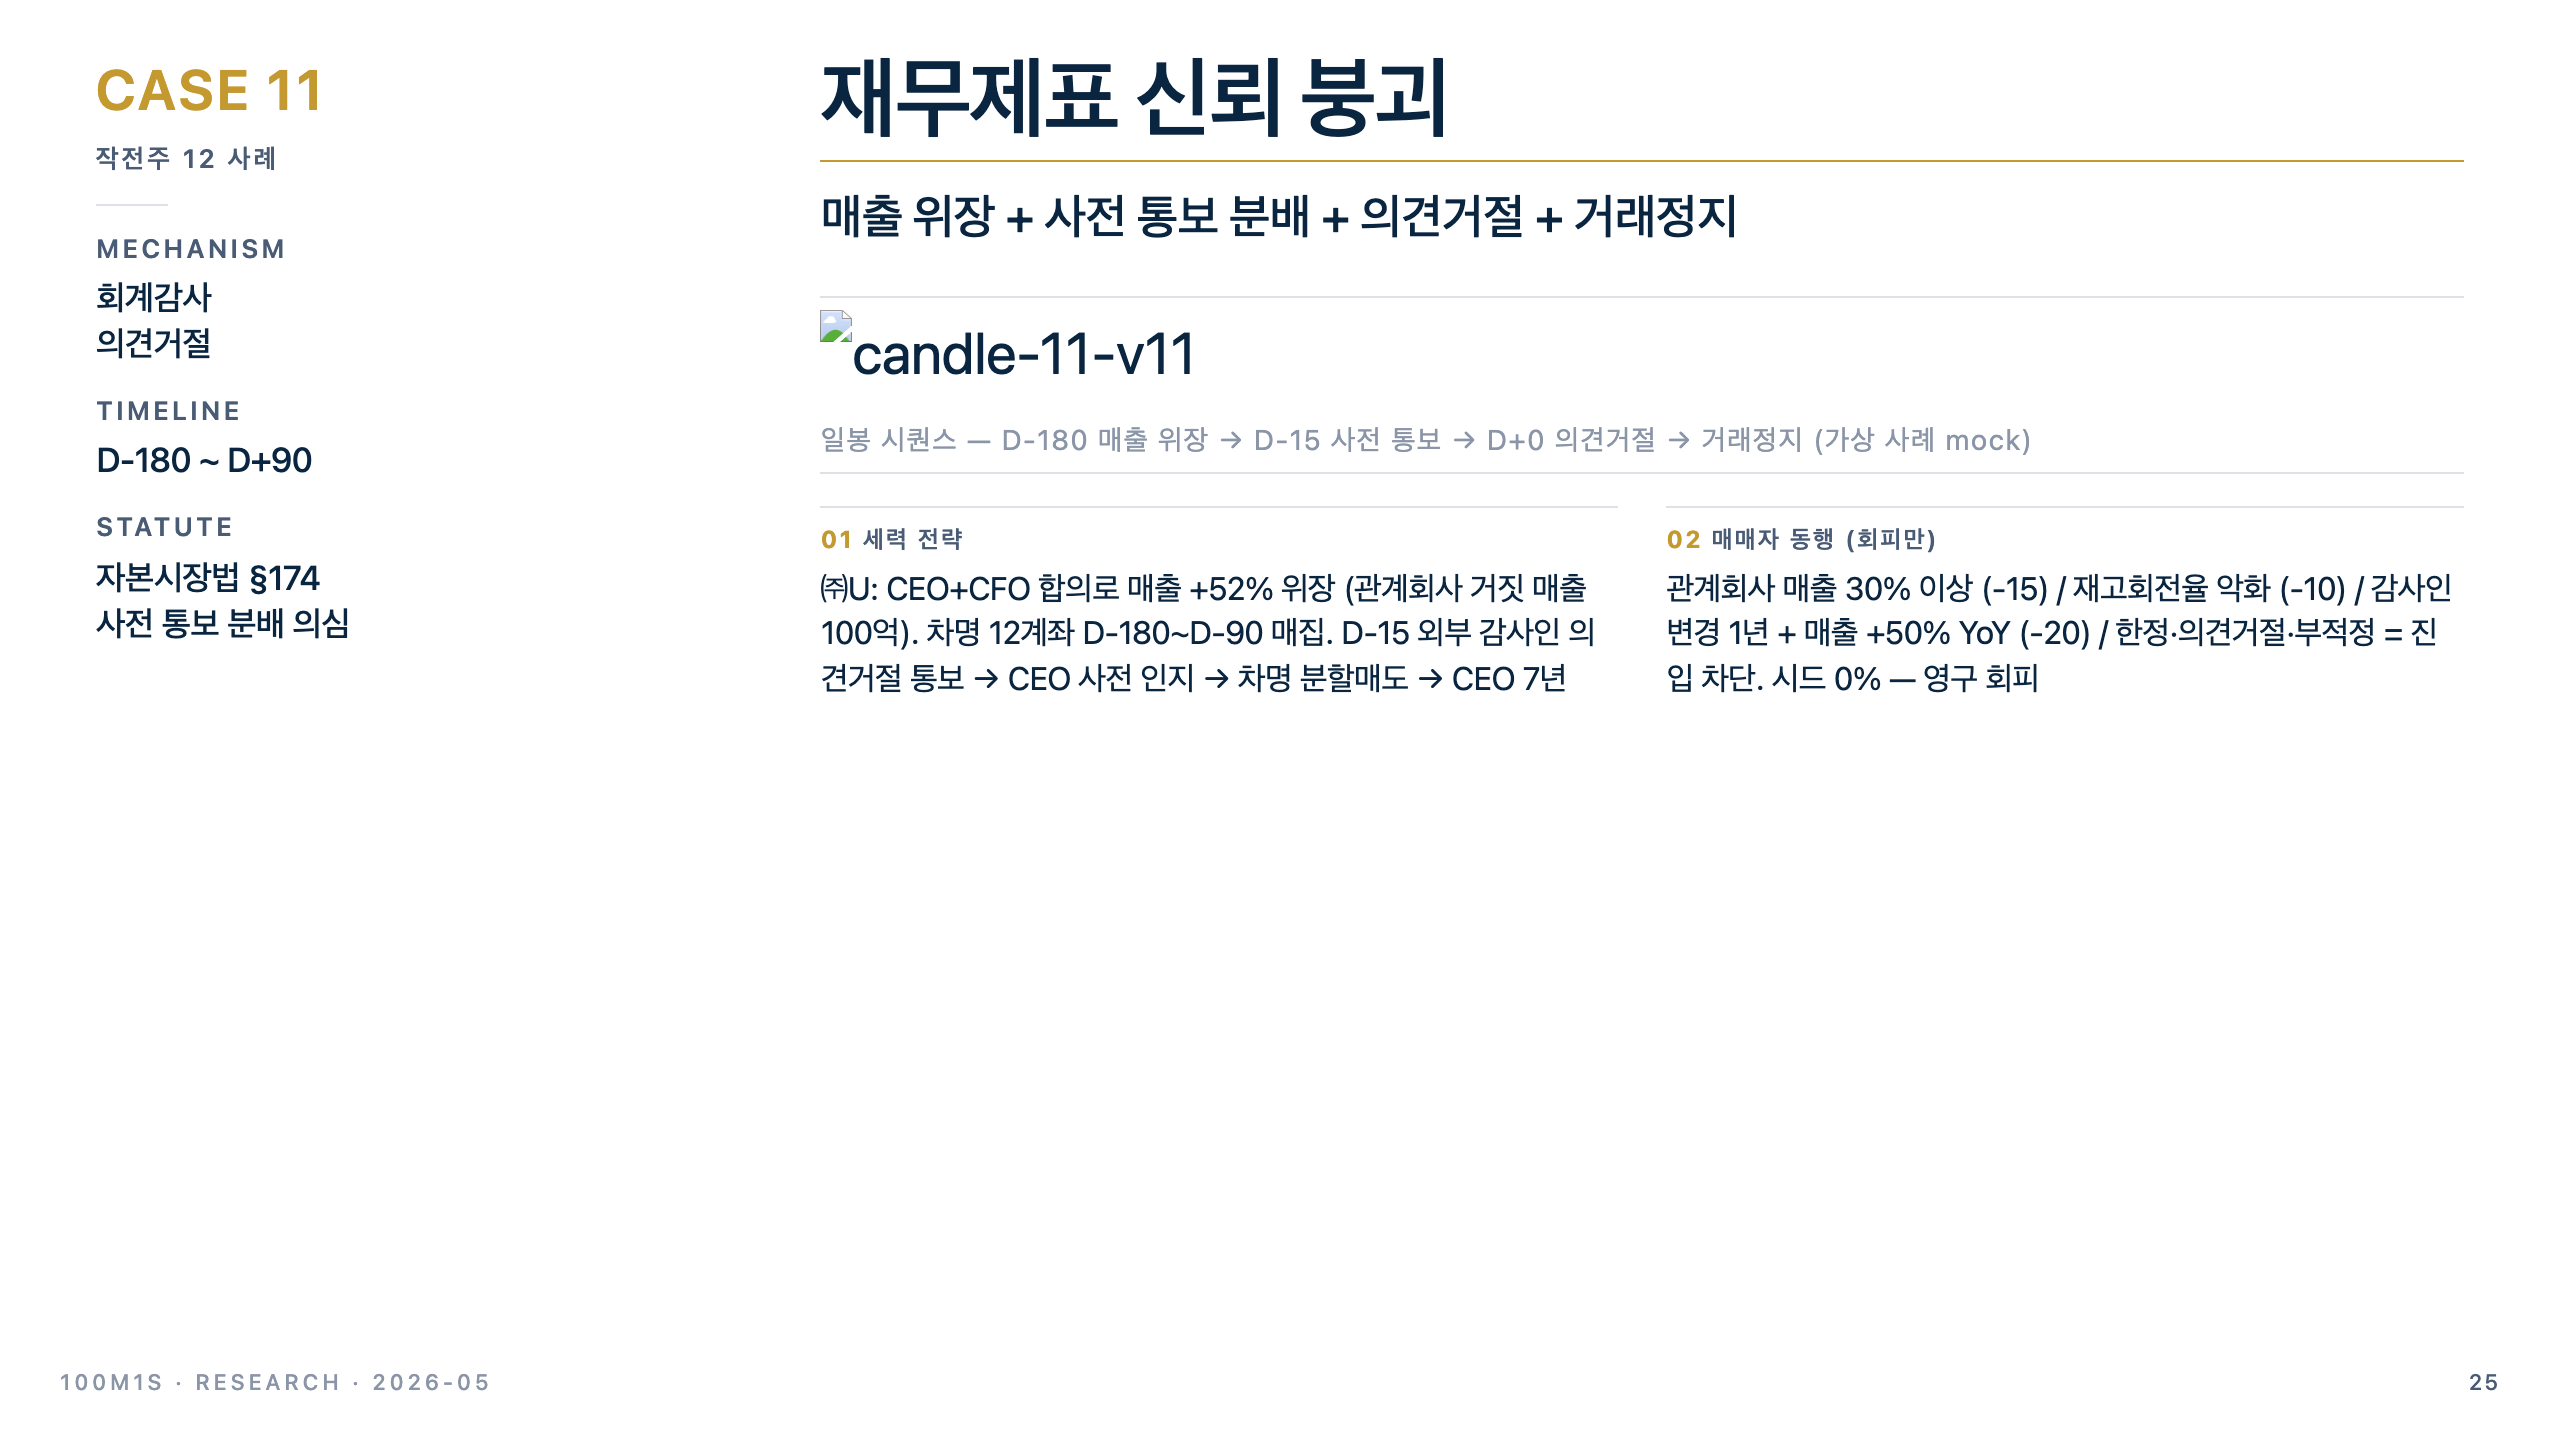 CASE 11
작전주 12 사례
MECHANISM
회계감사
의견거절
TIMELINE
D-180 ~ D+90
STATUTE
자본시장법 §174
사전 통보 분배 의심
재무제표 신뢰 붕괴
매출 위장 + 사전 통보 분배 + 의견거절 + 거래정지
candle-11-v11
일봉 시퀀스 — D-180 매출 위장 → D-15 사전 통보 → D+0 의견거절 → 거래정지 (가상 사례 mock)
01 세력 전략
㈜U: CEO+CFO 합의로 매출 +52% 위장 (관계회사 거짓 매출
100억). 차명 12계좌 D-180~D-90 매집. D-15 외부 감사인 의
견거절 통보 → CEO 사전 인지 → 차명 분할매도 → CEO 7년
02 매매자 동행 (회피만)
관계회사 매출 30% 이상 (-15) / 재고회전율 악화 (-10) / 감사인
변경 1년 + 매출 +50% YoY (-20) / 한정·의견거절·부적정 = 진
입 차단. 시드 0% — 영구 회피
100M1S · RESEARCH · 2026-05
25